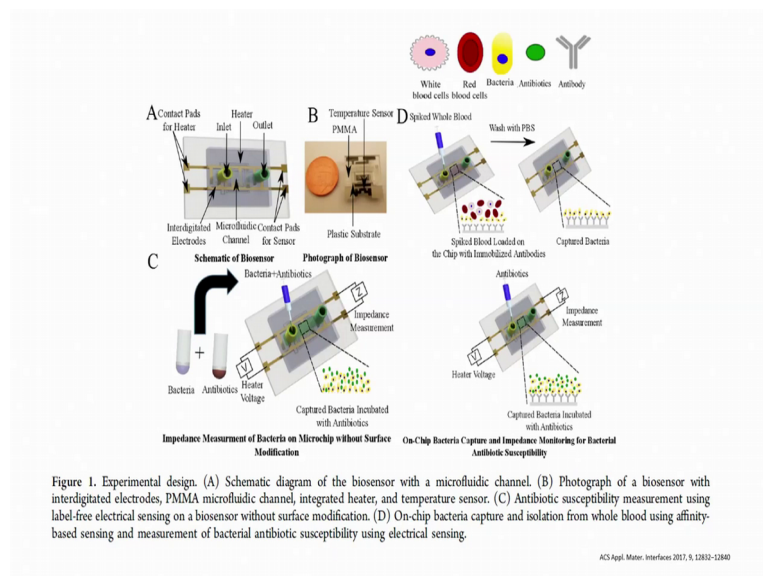 White blood cells
Red blood cells
Bacteria
Antibiotics
Antibody
A
Contact Pads for Heater
Heater
Inlet
Outlet
Interdigitated Electrodes
Microfluidic Channel
Contact Pads for Sensor
Schematic of Biosensor
B
Temperature Sensor
PMMA
Plastic Substrate
Photograph of Biosensor
C
Bacteria+Antibiotics
Z
Impedance Measurement
Bacteria
+
Antibiotics
V
Heater Voltage
Captured Bacteria Incubated
with Antibiotics
Impedance Measurment of Bacteria on Microchip without Surface
Modification
D
Spiked Whole Blood
Wash with PBS
Spiked Blood Loaded on
the Chip with Immobilized Antibodies
Captured Bacteria
Antibiotics
Z
Impedance Measurement
V
Heater Voltage
Captured Bacteria Incubated
with Antibiotics
On-Chip Bacteria Capture and Impedance Monitoring for Bacterial
Antibiotic Susceptibility
Figure 1. Experimental design. (A) Schematic diagram of the biosensor with a microfluidic channel. (B) Photograph of a biosensor with
interdigitated electrodes, PMMA microfluidic channel, integrated heater, and temperature sensor. (C) Antibiotic susceptibility measurement using
label-free electrical sensing on a biosensor without surface modification. (D) On-chip bacteria capture and isolation from whole blood using affinity-
based sensing and measurement of bacterial antibiotic susceptibility using electrical sensing.
ACS Appl. Mater. Interfaces 2017, 9, 12832−12840